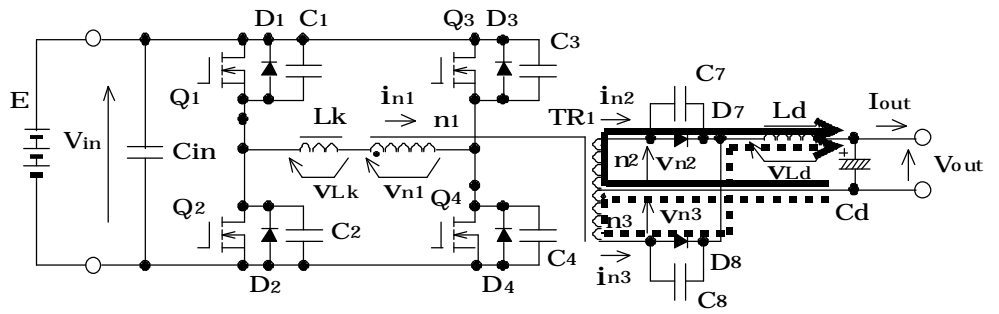 D1 C1 Q3 D3
C3
Q1
E
Vin
Cin
Lk
in1
n1
vLk
vn1
Q2
C2
D2
Q4
C4
D4
TR1
in2
C7
D7
Ld
Iout
n2
vn2
vLd
+
Vout
n3
vn3
Cd
in3
D8
C8